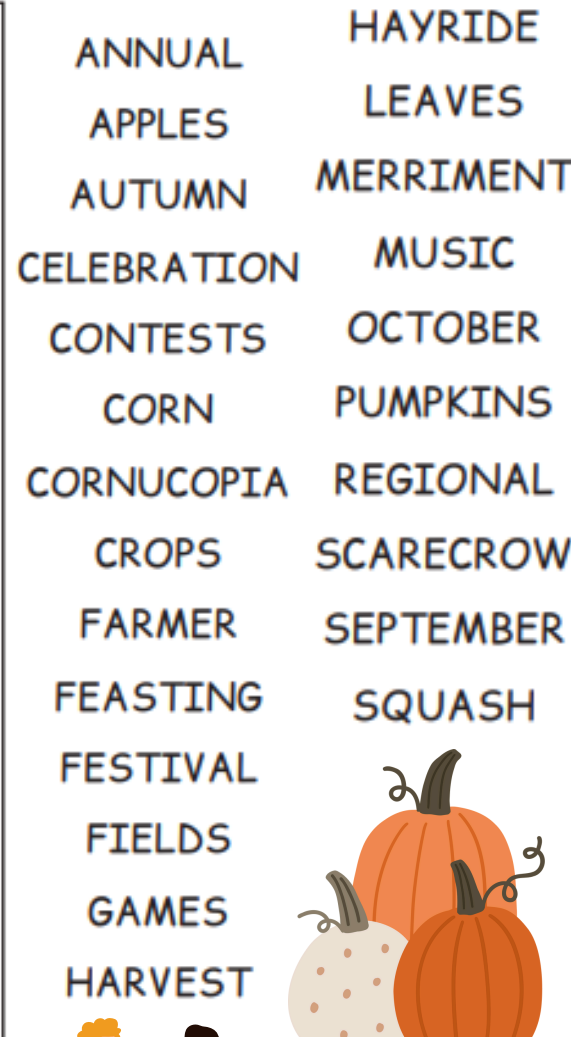 ANNUAL
APPLES
AUTUMN
CELEBRATION
CONTESTS
CORN
CORNUCOPIA
CROPS
FARMER
FEASTING
FESTIVAL
FIELDS
GAMES
HARVEST
HAYRIDE
LEAVES
MERRIMENT
MUSIC
OCTOBER
PUMPKINS
REGIONAL
SCARECROW
SEPTEMBER
SQUASH